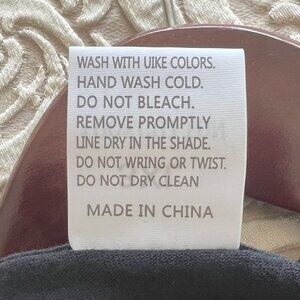 WASH WITH UIKE COLORS.
HAND WASH COLD.
DO NOT BLEACH.
REMOVE PROMPTLY
LINE DRY IN THE SHADE.
DO NOT WRING OR TWIST.
DO NOT DRY CLEAN
MADE IN CHINA